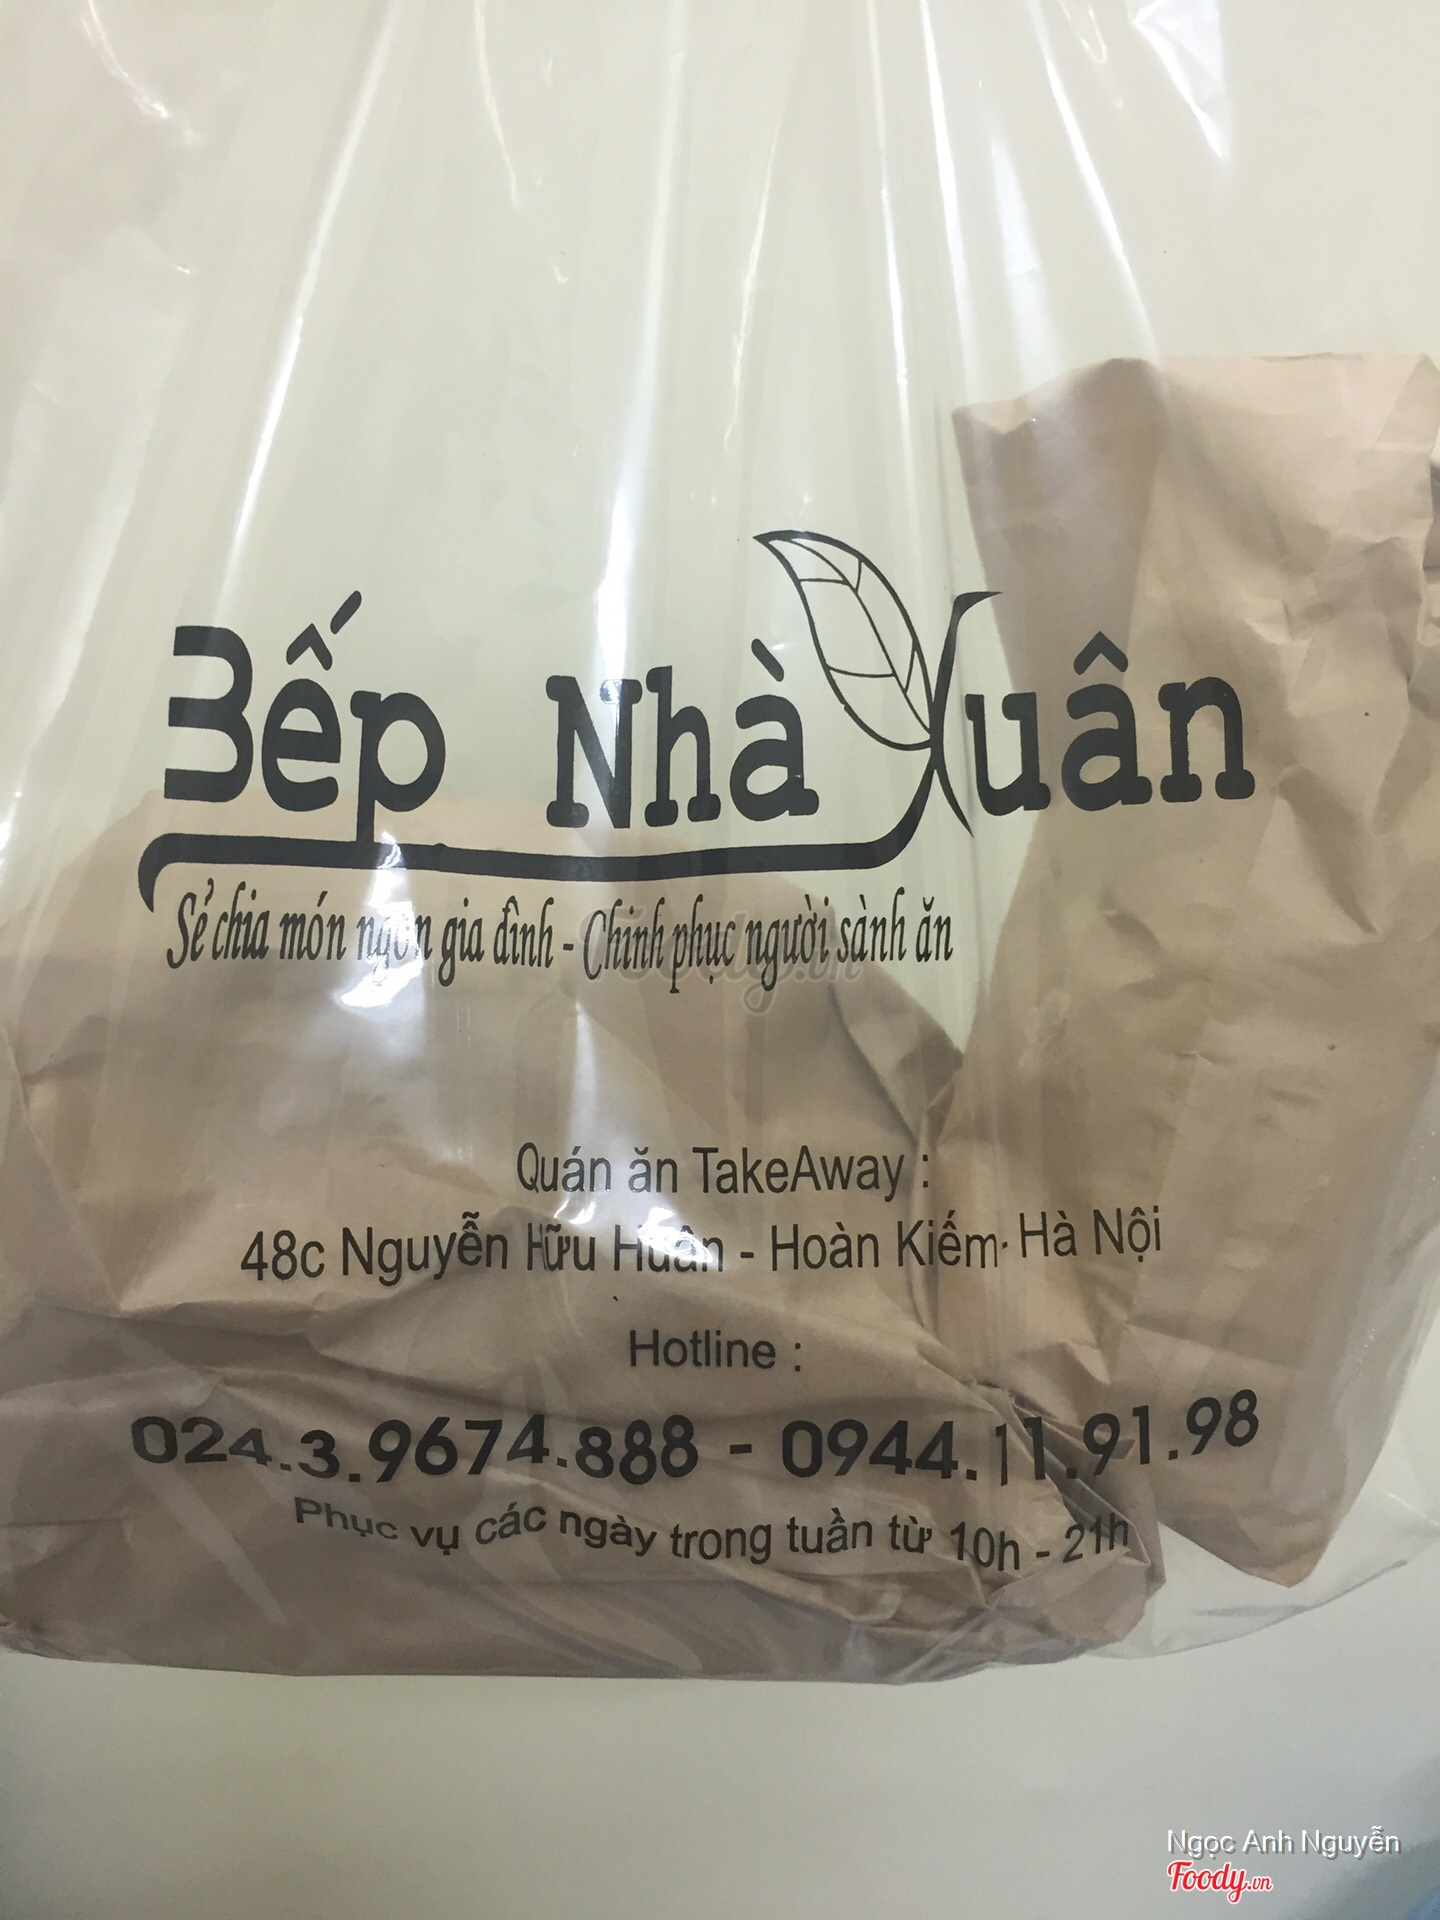 Bếp Nhà Xuân
Sẻ chia món ngon gia đình - Chinh phục người sành ăn
Foody.vn
Quán ăn TakeAway :
48c Nguyễn Hữu Huân - Hoàn Kiếm - Hà Nội
Hotline :
024.3.9674.888 - 0944.11.91.98
Phục vụ các ngày trong tuần từ 10h - 21h
Ngọc Anh Nguyễn
Foody.vn